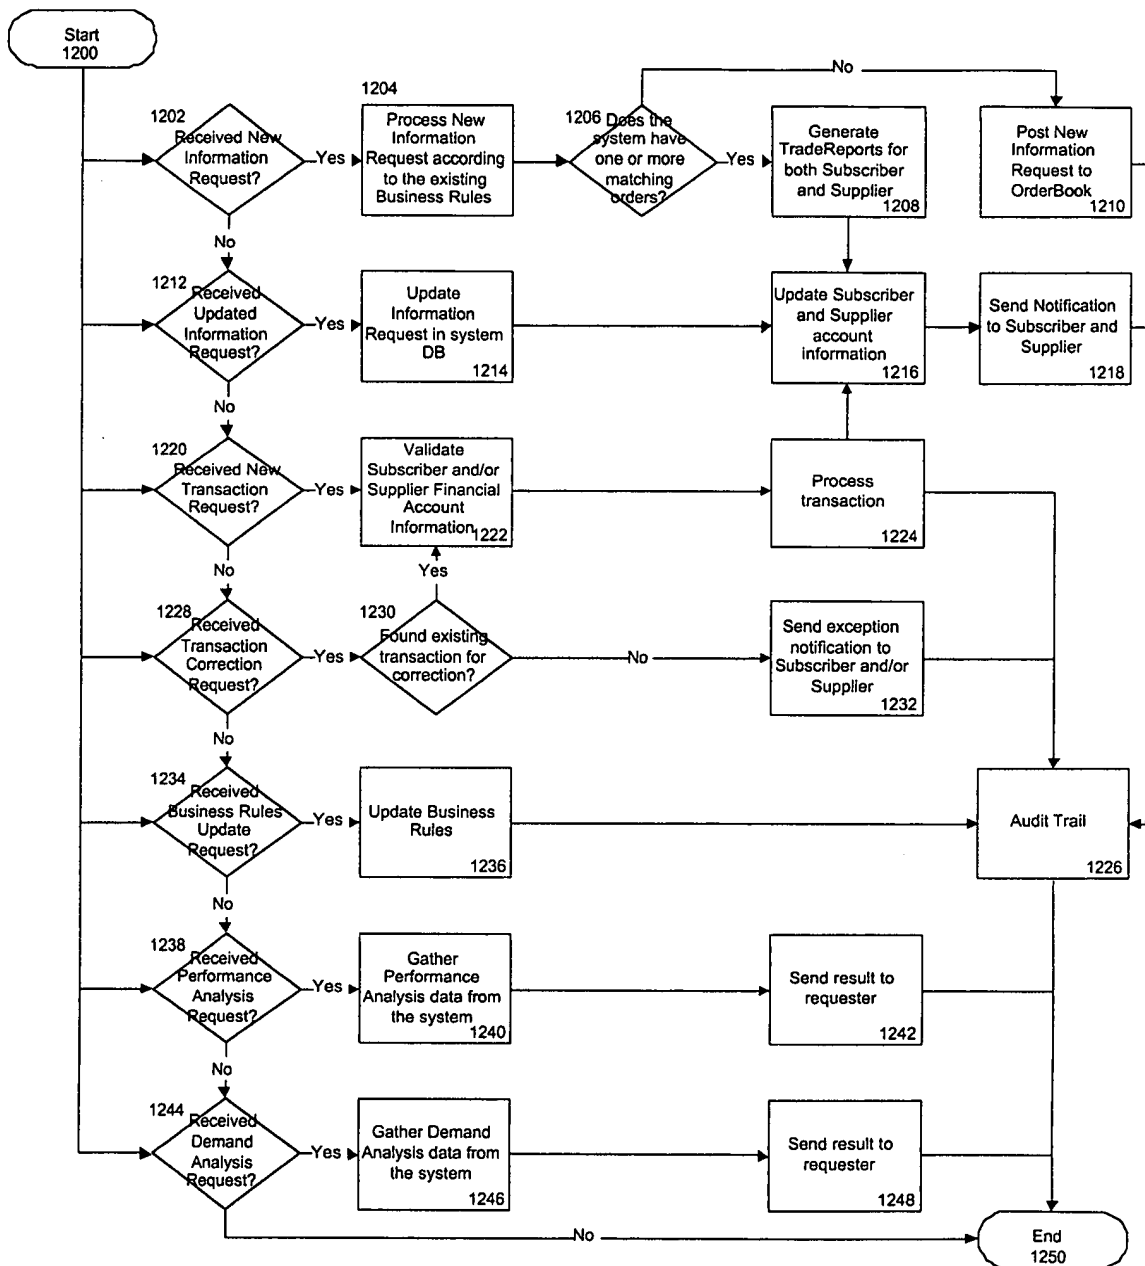 Start
1200
No
1202
Received New
Information
Request?
Yes
1204
Process New
Information
Request according
to the existing
Business Rules
1206
Does the
system have
one or more
matching
orders?
Yes
Generate
TradeReports for
both Subscriber
and Supplier
1208
Post New
Information
Request to
OrderBook
1210
No
1212
Received
Updated
Information
Request?
Yes
Update
Information
Request in system
DB
1214
Update Subscriber
and Supplier
account
information
1216
Send Notification
to Subscriber and
Supplier
1218
No
1220
Received New
Transaction
Request?
Yes
Validate
Subscriber and/or
Supplier Financial
Account
Information
1222
Process
transaction
1224
No
Yes
1228
Received
Transaction
Correction
Request?
Yes
1230
Found existing
transaction for
correction?
No
Send exception
notification to
Subscriber and/or
Supplier
1232
No
1234
Received
Business Rules
Update
Request?
Yes
Update Business
Rules
1236
Audit Trail
1226
No
1238
Received
Performance
Analysis
Request?
Yes
Gather
Performance
Analysis data from
the system
1240
Send result to
requester
1242
No
1244
Received
Demand
Analysis
Request?
Yes
Gather Demand
Analysis data from
the system
1246
Send result to
requester
1248
No
End
1250